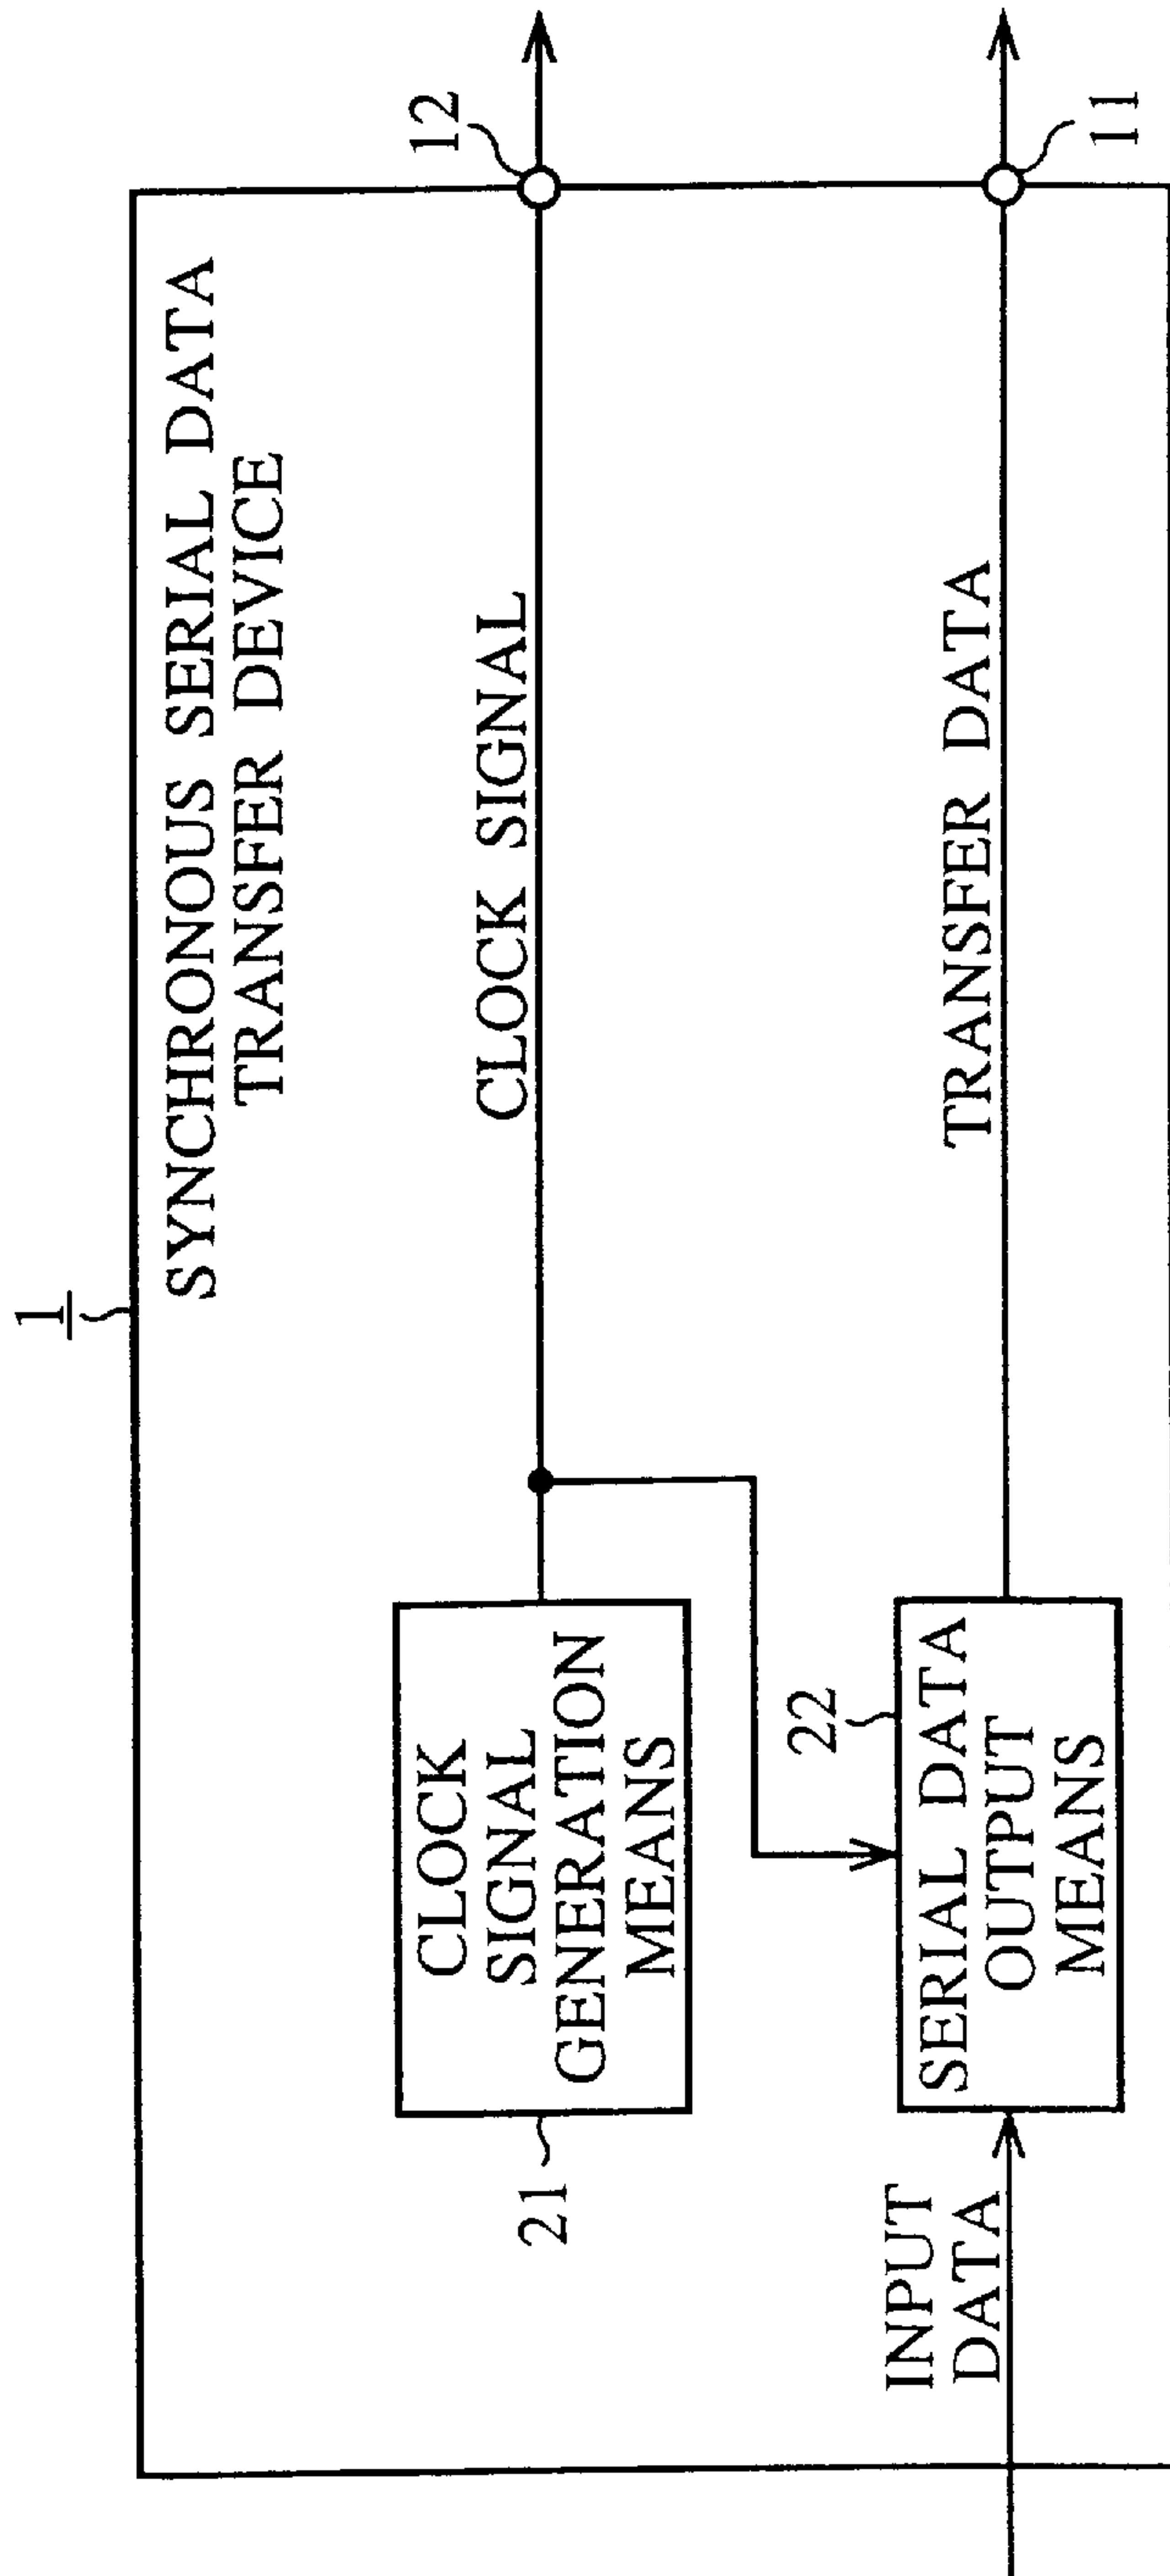 1
SYNCHRONOUS SERIAL DATA
TRANSFER DEVICE
12
CLOCK SIGNAL
CLOCK
SIGNAL
GENERATION
MEANS
21
11
TRANSFER DATA
22
SERIAL DATA
OUTPUT
MEANS
INPUT
DATA